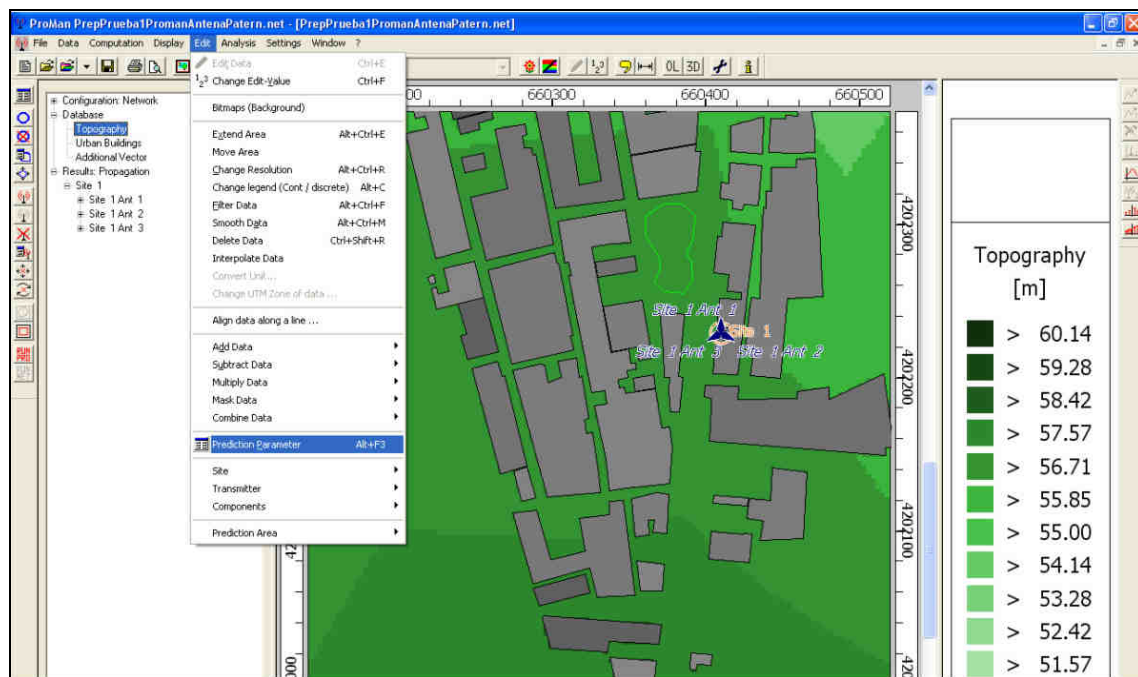 ProMan PrepPrueba1PromanAntenaPatern.net - [PrepPrueba1PromanAntenaPatern.net]
File Data Computation Display Edit Analysis Settings Window ?
0L 3D
Configuration: Network
Database
Topography
Urban Buildings
Additional Vector
Results: Propagation
Site 1
Site 1 Ant 1
Site 1 Ant 2
Site 1 Ant 3
Edit Data Ctrl+E
Change Edit-Value Ctrl+F
Bitmaps (Background)
Extend Area Alt+Ctrl+E
Move Area
Change Resolution Alt+Ctrl+R
Change legend (Cont / discrete) Alt+C
Filter Data Alt+Ctrl+F
Smooth Data Alt+Ctrl+M
Delete Data Ctrl+Shift+R
Interpolate Data
Convert Unit...
Change UTM Zone of data ...
Align data along a line ...
Add Data
Subtract Data
Multiply Data
Mask Data
Combine Data
Prediction Parameter Alt+F3
Site
Transmitter
Components
Prediction Area
660300 660400 660500
4202300
4202200
4202100
Site 1 Ant 1
Site 1
Site 1 Ant 3 Site 1 Ant 2
Topography
[m]
> 60.14
> 59.28
> 58.42
> 57.57
> 56.71
> 55.85
> 55.00
> 54.14
> 53.28
> 52.42
> 51.57